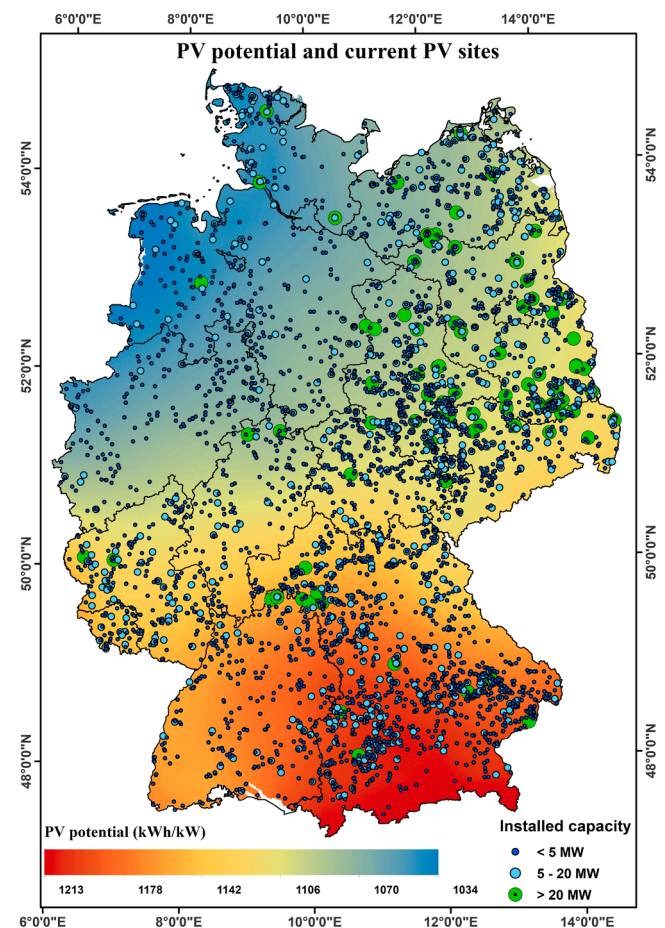 6°0'0"E 8°0'0"E 10°0'0"E 12°0'0"E 14°0'0"E
PV potential and current PV sites
54°0'0"N 54°0'0"N
52°0'0"N 52°0'0"N
50°0'0"N 50°0'0"N
48°0'0"N 48°0'0"N
PV potential (kWh/kW)
1213 1178 1142 1106 1070 1034
Installed capacity
< 5 MW
5 - 20 MW
> 20 MW
6°0'0"E 8°0'0"E 10°0'0"E 12°0'0"E 14°0'0"E